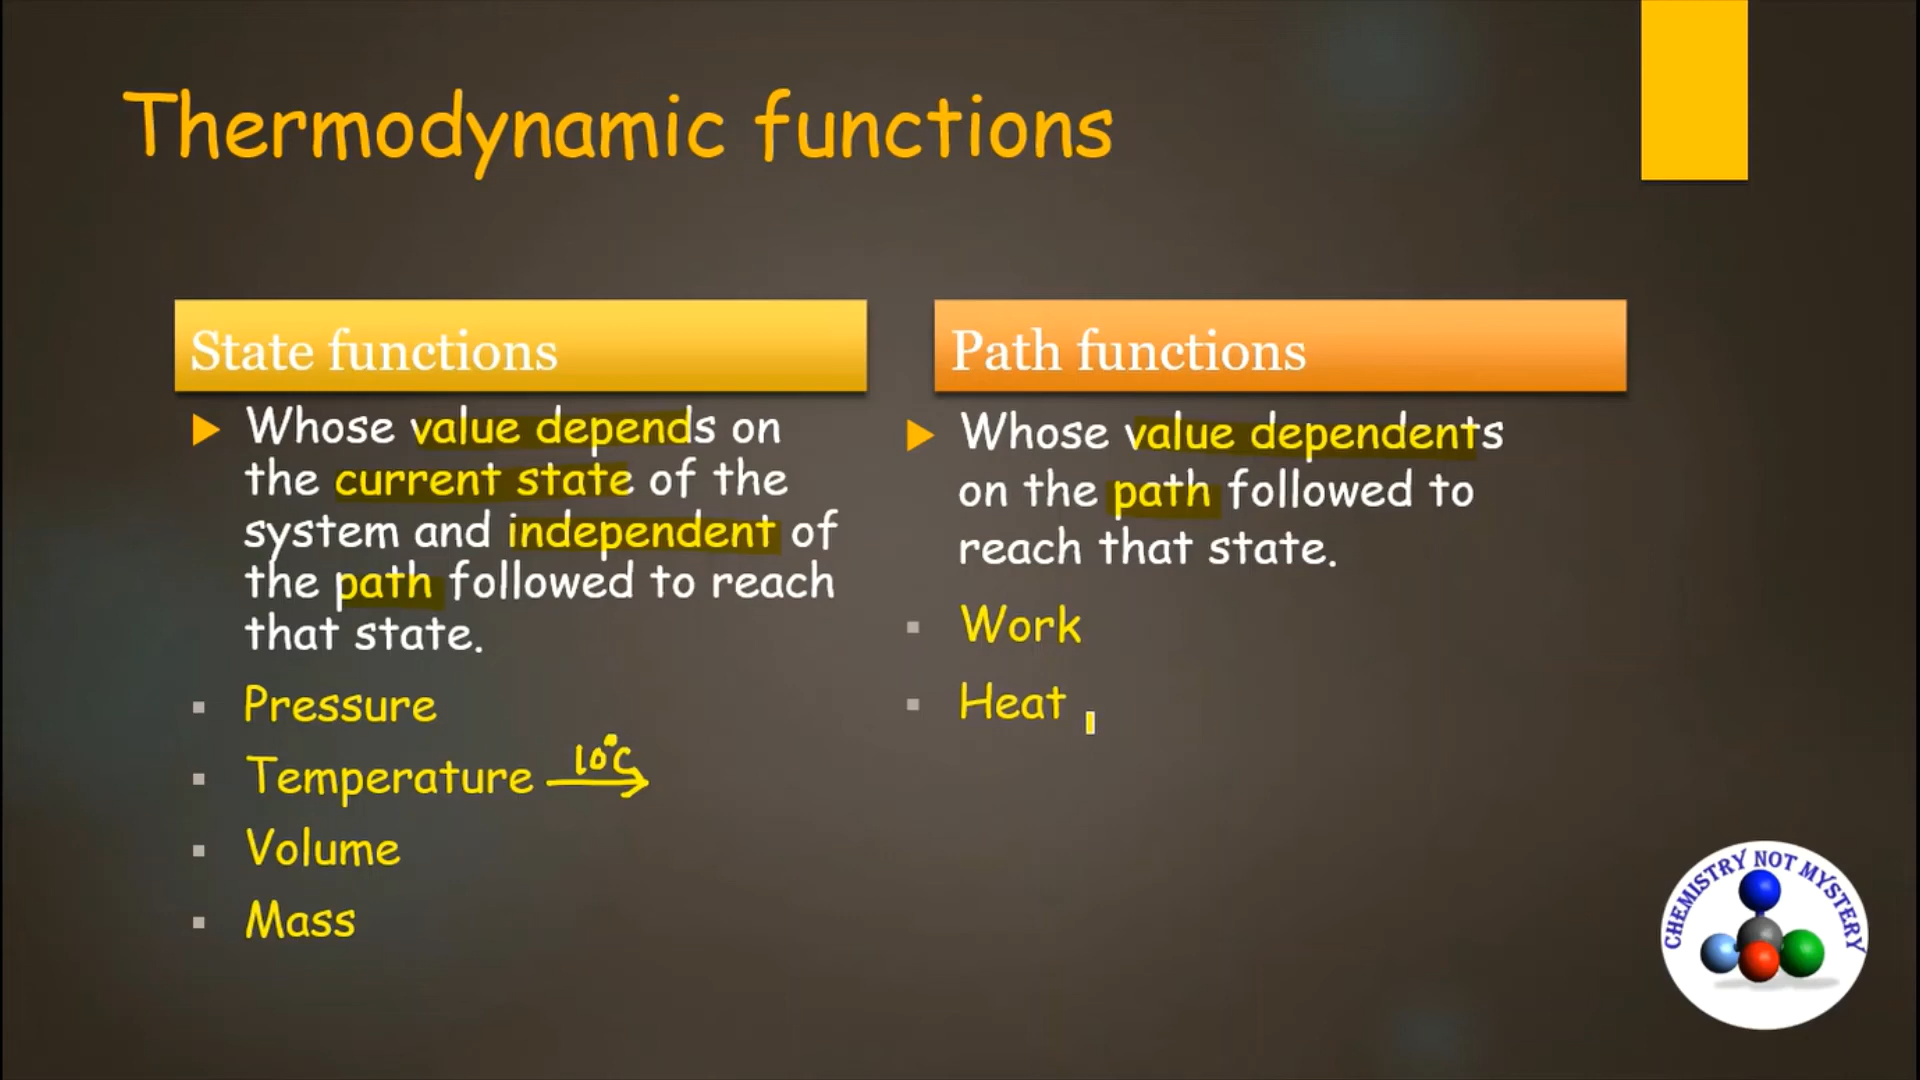 Thermodynamic functions
State functions
Whose value depends on
the current state of the
system and independent of
the path followed to reach
that state.
Pressure
Temperature 10°C
Volume
Mass
Path functions
Whose value dependents
on the path followed to
reach that state.
Work
Heat
CHEMISTRY NOT MYSTERY